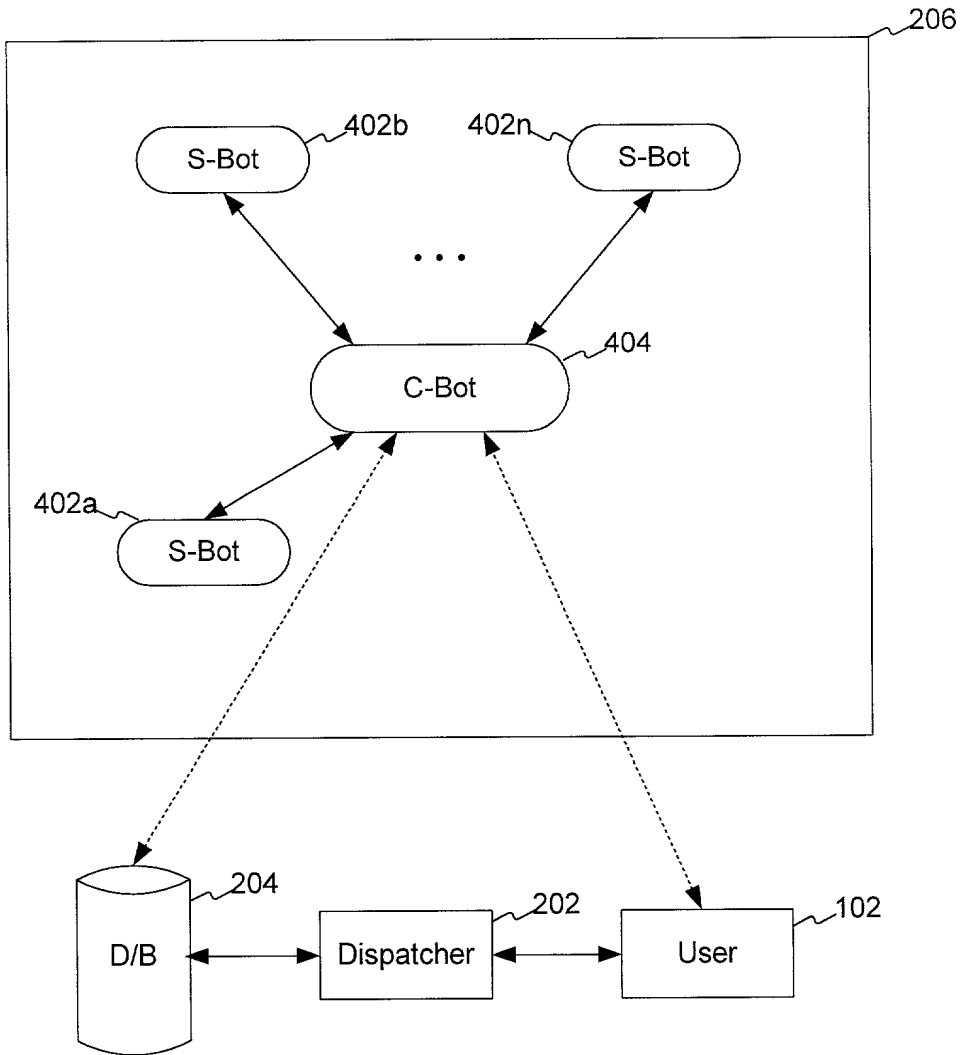 206
402b
402n
S-Bot
S-Bot
...
404
C-Bot
402a
S-Bot
204
202
102
D/B
Dispatcher
User